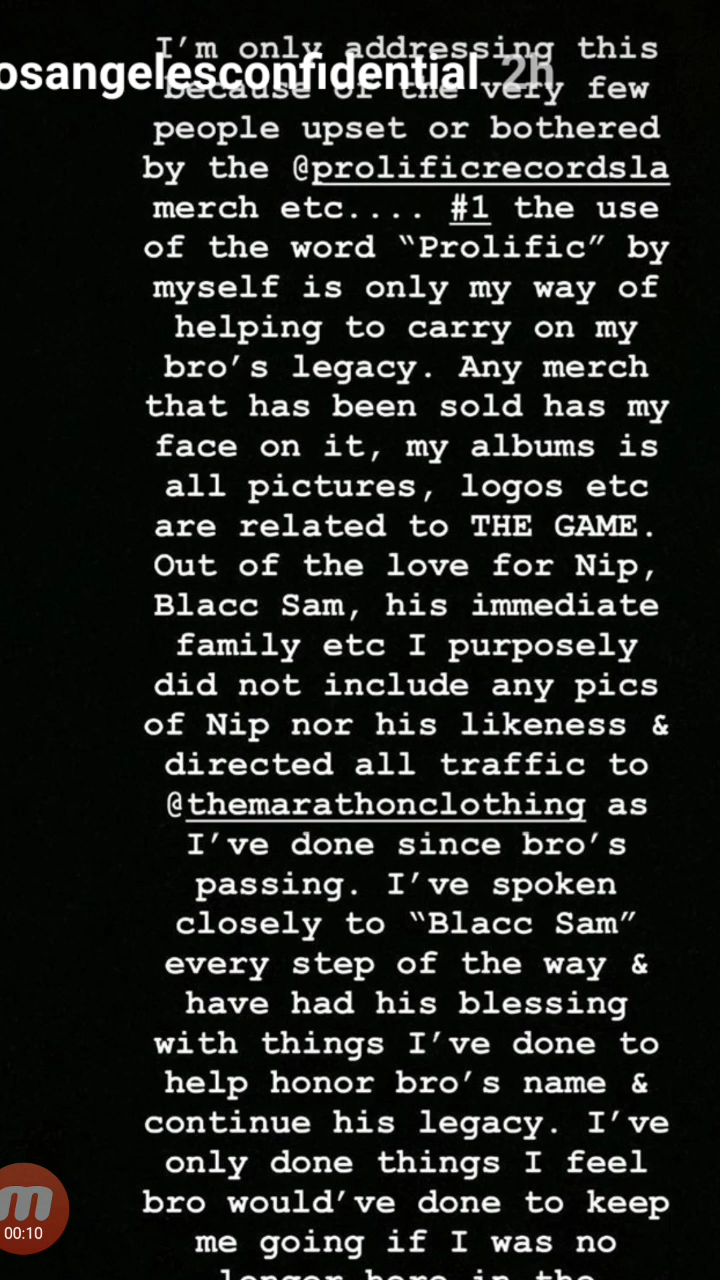 I'm only addressing this
osangelesconfidential 2h
because of the very few
people upset or bothered
by the @prolificrecordsla
merch etc.... #1 the use
of the word “Prolific” by
myself is only my way of
helping to carry on my
bro's legacy. Any merch
that has been sold has my
face on it, my albums is
all pictures, logos etc
are related to THE GAME.
Out of the love for Nip,
Blacc Sam, his immediate
family etc I purposely
did not include any pics
of Nip nor his likeness &
directed all traffic to
@themarathonclothing as
I've done since bro's
passing. I've spoken
closely to “Blacc Sam”
every step of the way &
have had his blessing
with things I've done to
help honor bro's name &
continue his legacy. I've
only done things I feel
bro would've done to keep
me going if I was no
longer here in the
00:10